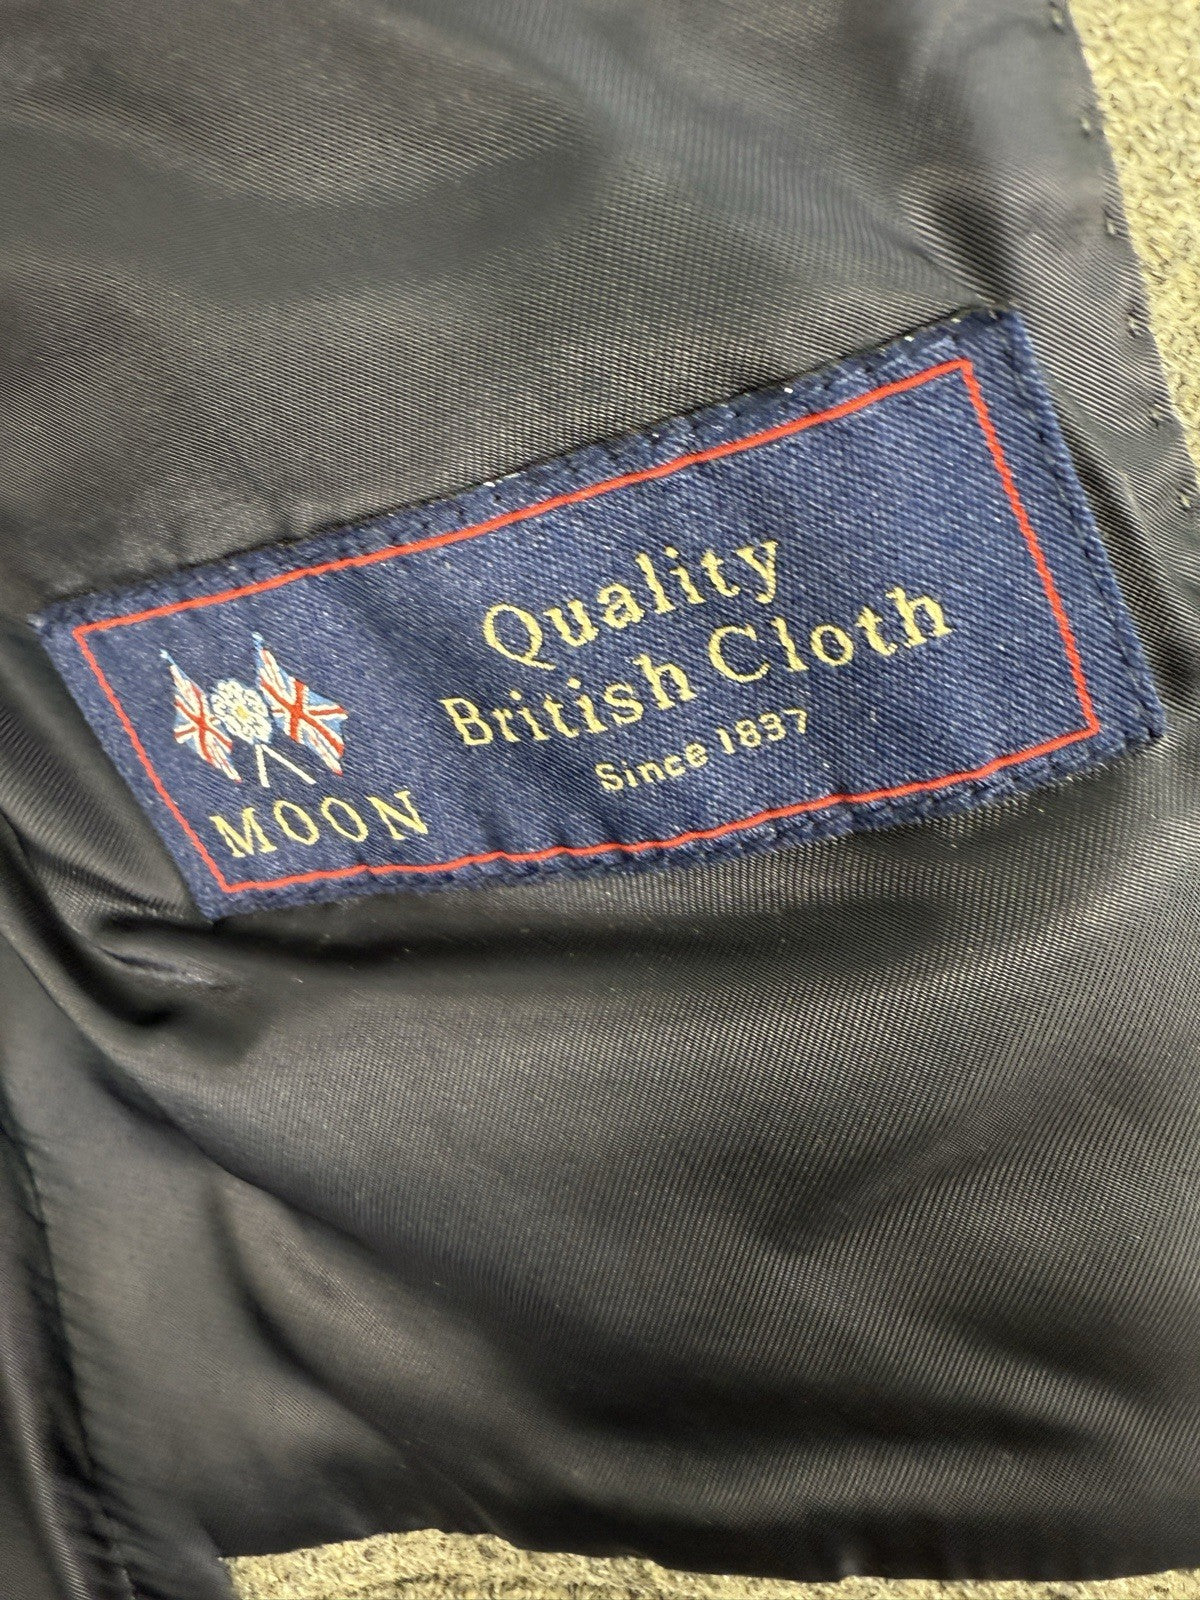 MOON
Quality
British Cloth
Since 1837